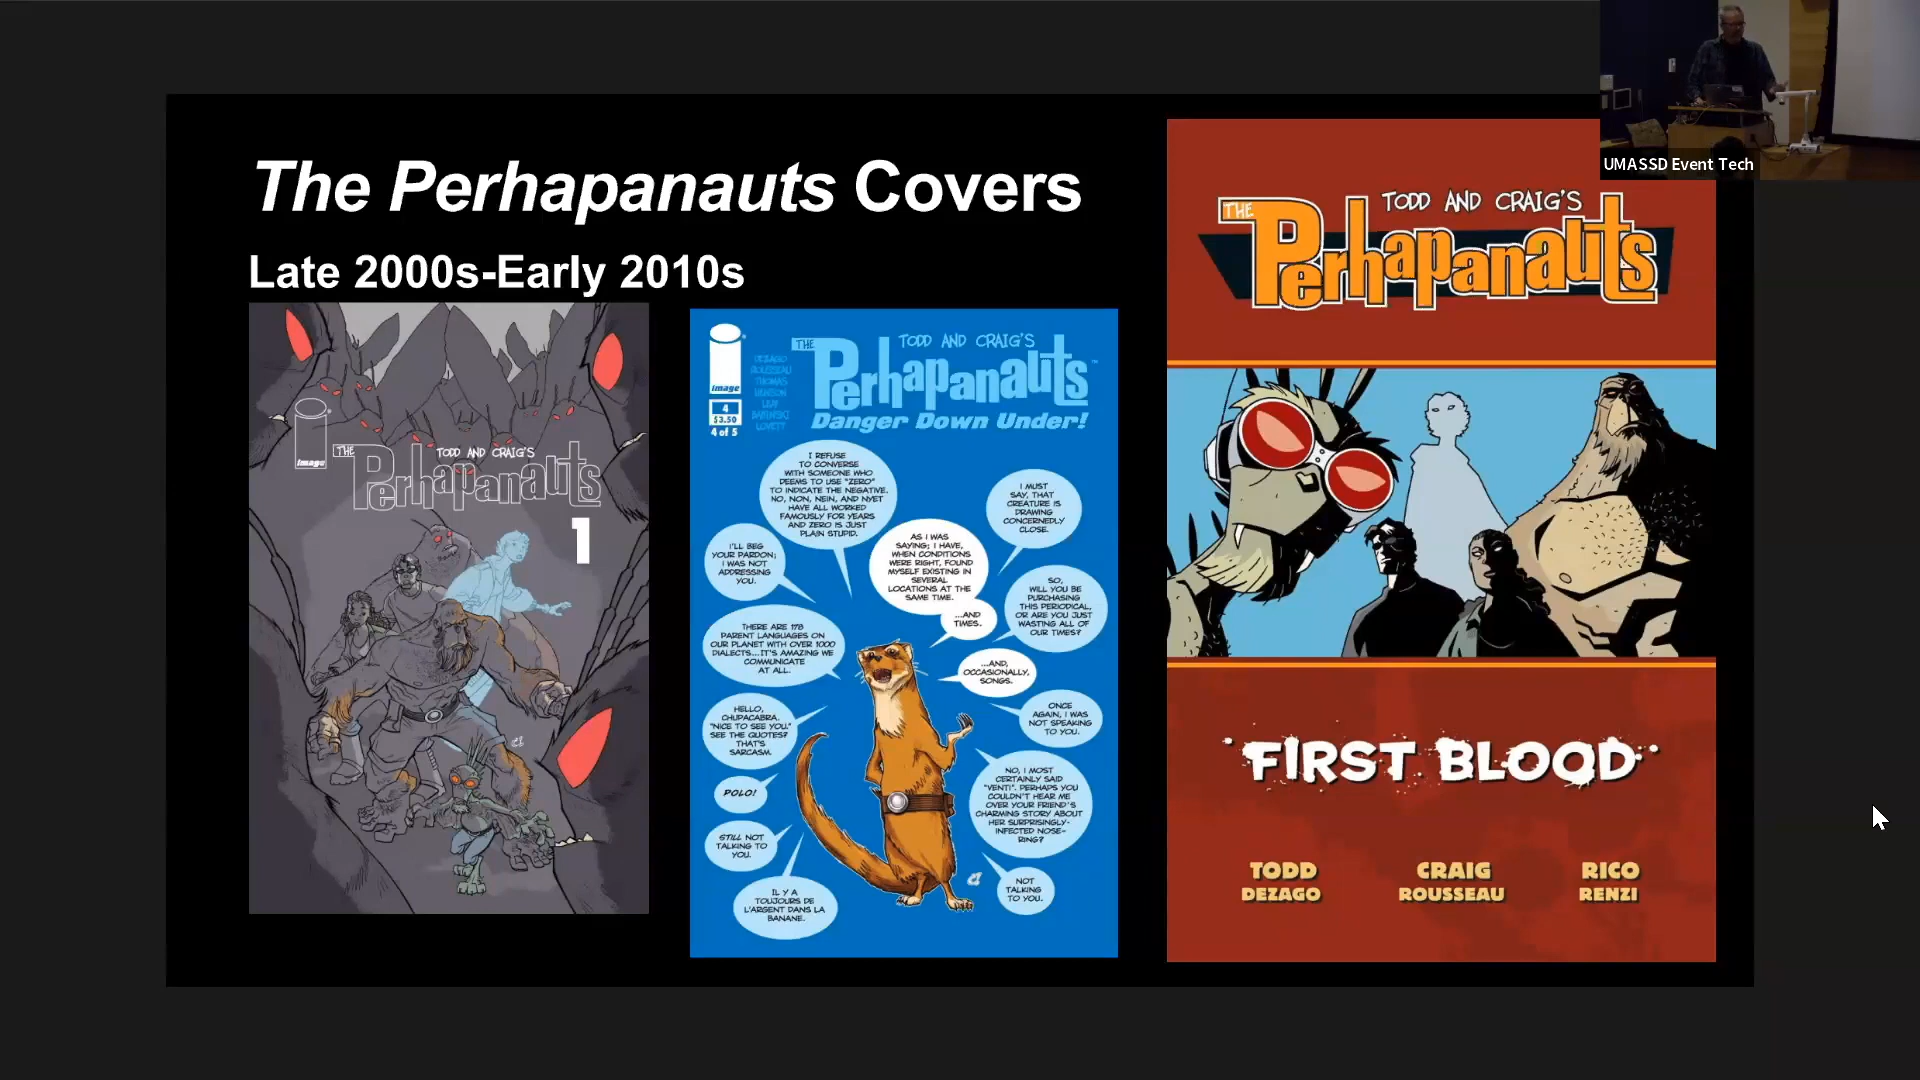 The Perhapanauts Covers
Late 2000s-Early 2010s
image
THE
TODD AND CRAIG'S
Perhapanauts
1
image
4
$3.50
4 of 5
DEZAGO
ROUSSEAU
THOMAS
LOVETT
THE
TODD AND CRAIG'S
Perhapanauts
Danger Down Under!
I REFUSE
TO CONVERSE
WITH SOMEONE WHO
DEEMS TO USE "ZERO"
TO INDICATE THE NEGATIVE.
NO, NON, NEIN, AND NYET
HAVE ALL WORKED
FAMOUSLY FOR YEARS
AND ZERO IS JUST
PLAIN STUPID.
I MUST
SAY, THAT
CREATURE IS
DRAWING
CONCERNEDLY
CLOSE.
I'LL BEG
YOUR PARDON;
I WAS NOT
ADDRESSING
YOU.
AS I WAS
SAYING; I HAVE,
WHEN CONDITIONS
WERE RIGHT, FOUND
MYSELF EXISTING IN
SEVERAL
LOCATIONS AT THE
SAME TIME.
...AND
TIMES.
SO,
WILL YOU BE
PURCHASING
THIS PERIODICAL,
OR ARE YOU JUST
WASTING ALL OF
OUR TIMES?
THERE ARE 178
PARENT LANGUAGES ON
OUR PLANET WITH OVER 1000
DIALECTS...IT'S AMAZING WE
COMMUNICATE
AT ALL.
...AND,
OCCASIONALLY,
SONGS.
HELLO,
CHUPACABRA.
"NICE TO SEE YOU."
SEE THE QUOTES?
THAT'S
SARCASM.
ONCE
AGAIN, I WAS
NOT SPEAKING
TO YOU.
POLO!
NO, I MOST
CERTAINLY SAID
"VENTI". PERHAPS YOU
COULDN'T HEAR ME
OVER YOUR FRIEND'S
CHARMING STORY ABOUT
HER SURPRISINGLY-
INFECTED NOSE-
RING?
STILL NOT
TALKING TO
YOU.
IL Y A
TOUJOURS DE
L'ARGENT DANS LA
BANANE.
NOT
TALKING
TO YOU.
THE
TODD AND CRAIG'S
Perhapanauts
FIRST BLOOD
TODD
DEZAGO
CRAIG
ROUSSEAU
RICO
RENZI
UMASSD Event Tech